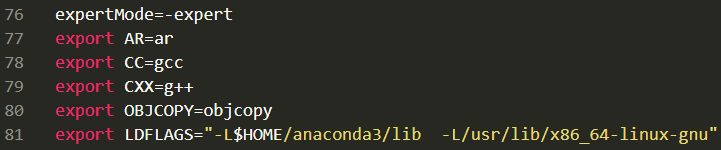 76 expertMode=-expert
77 export AR=ar
78 export CC=gcc
79 export CXX=g++
80 export OBJCOPY=objcopy
81 export LDFLAGS="-L$HOME/anaconda3/lib  -L/usr/lib/x86_64-linux-gnu"